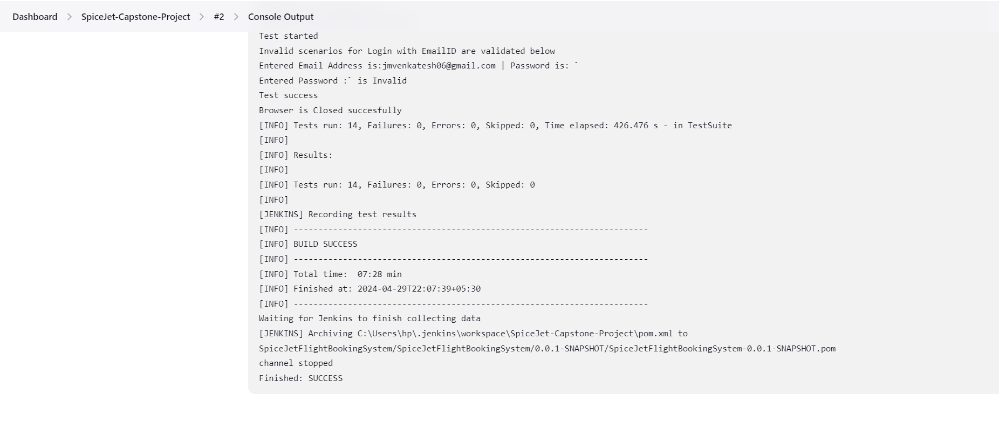 Dashboard > SpiceJet-Capstone-Project > #2 > Console Output
Test started
Invalid scenarios for Login with EmailID are validated below
Entered Email Address is:jmvenkatesh06@gmail.com | Password is: `
Entered Password :` is Invalid
Test success
Browser is Closed succesfully
[INFO] Tests run: 14, Failures: 0, Errors: 0, Skipped: 0, Time elapsed: 426.476 s - in TestSuite
[INFO]
[INFO] Results:
[INFO]
[INFO] Tests run: 14, Failures: 0, Errors: 0, Skipped: 0
[INFO]
[JENKINS] Recording test results
[INFO] ------------------------------------------------------------------------
[INFO] BUILD SUCCESS
[INFO] ------------------------------------------------------------------------
[INFO] Total time:  07:28 min
[INFO] Finished at: 2024-04-29T22:07:39+05:30
[INFO] ------------------------------------------------------------------------
Waiting for Jenkins to finish collecting data
[JENKINS] Archiving C:\Users\hp\.jenkins\workspace\SpiceJet-Capstone-Project\pom.xml to
SpiceJetFlightBookingSystem/SpiceJetFlightBookingSystem/0.0.1-SNAPSHOT/SpiceJetFlightBookingSystem-0.0.1-SNAPSHOT.pom
channel stopped
Finished: SUCCESS